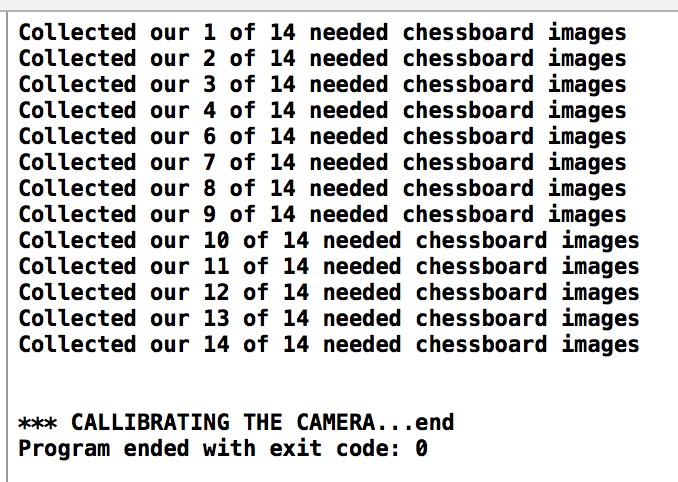 Collected our 1 of 14 needed chessboard images
Collected our 2 of 14 needed chessboard images
Collected our 3 of 14 needed chessboard images
Collected our 4 of 14 needed chessboard images
Collected our 6 of 14 needed chessboard images
Collected our 7 of 14 needed chessboard images
Collected our 8 of 14 needed chessboard images
Collected our 9 of 14 needed chessboard images
Collected our 10 of 14 needed chessboard images
Collected our 11 of 14 needed chessboard images
Collected our 12 of 14 needed chessboard images
Collected our 13 of 14 needed chessboard images
Collected our 14 of 14 needed chessboard images
*** CALLIBRATING THE CAMERA...end
Program ended with exit code: 0